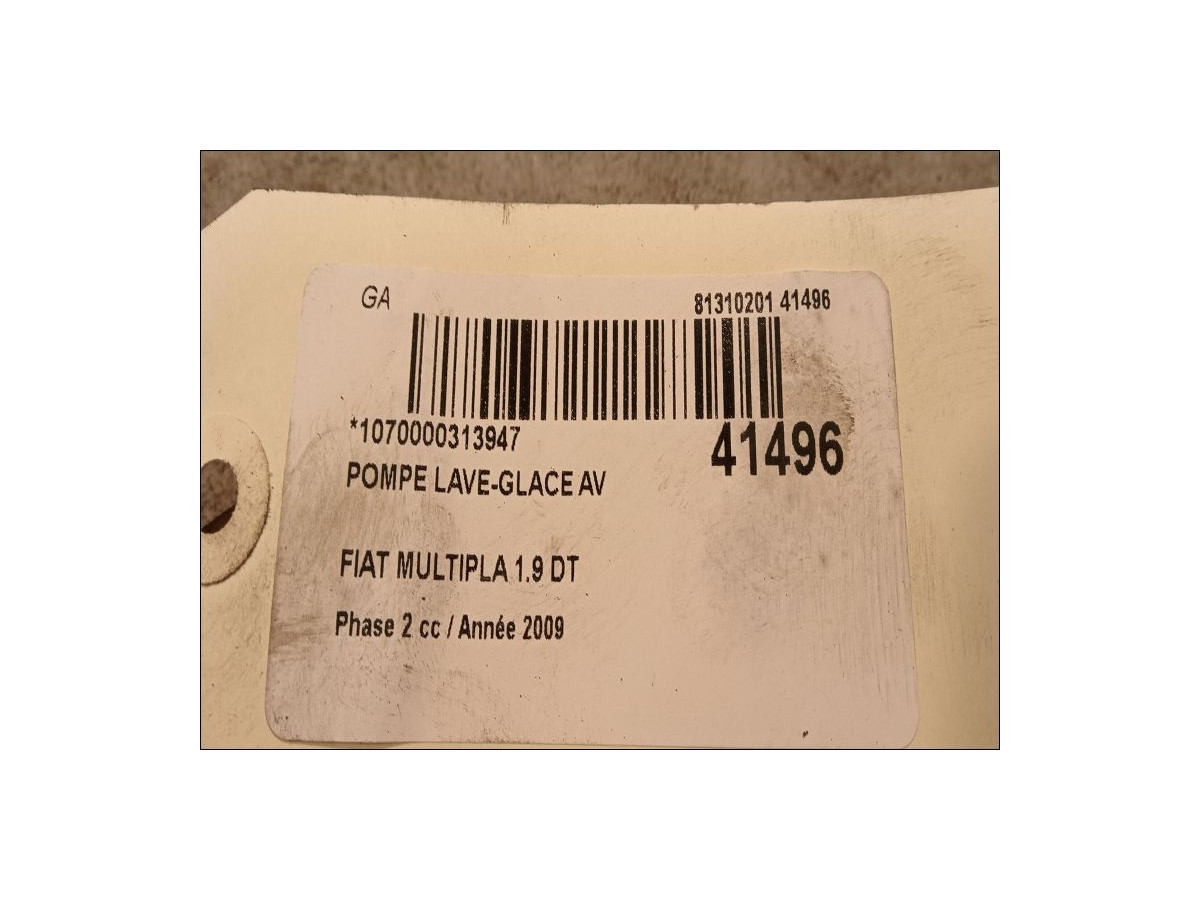 GA
81310201 41496
*1070000313947
41496
POMPE LAVE-GLACE AV
FIAT MULTIPLA 1.9 DT
Phase 2 cc / Année 2009